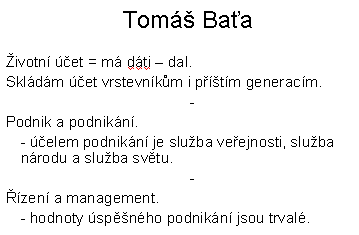 Tomáš Baťa
Životní účet = má dáti – dal.
Skládám účet vrstevníkům i příštím generacím.
-
Podnik a podnikání.
- účelem podnikání je služba veřejnosti, služba
národu a služba světu.
-
Řízení a management.
- hodnoty úspěšného podnikání jsou trvalé.